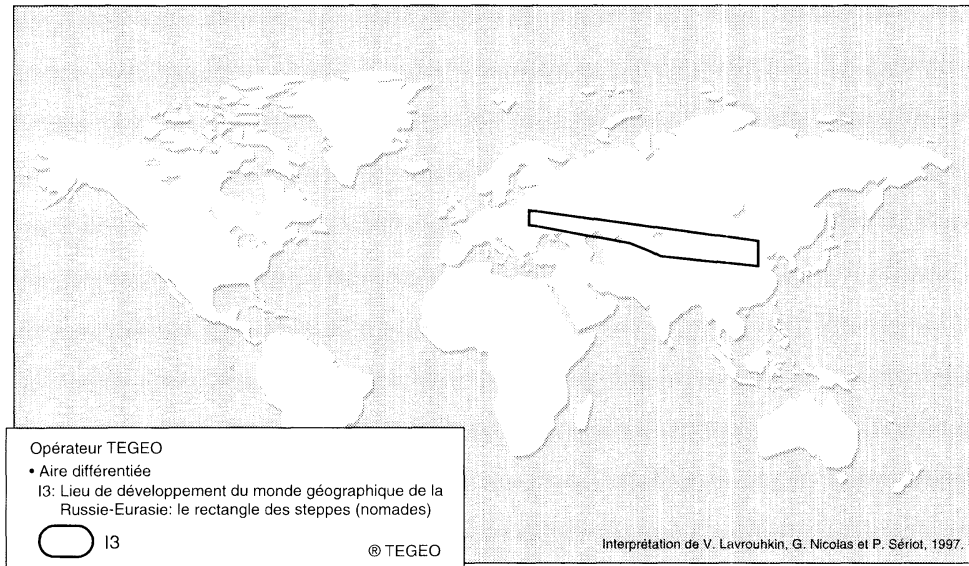 Opérateur TEGEO
• Aire différentiée
I3: Lieu de développement du monde géographique de la
Russie-Eurasie: le rectangle des steppes (nomades)
I3
® TEGEO
Interprétation de V. Lavrouhkin, G. Nicolas et P. Sériot, 1997.